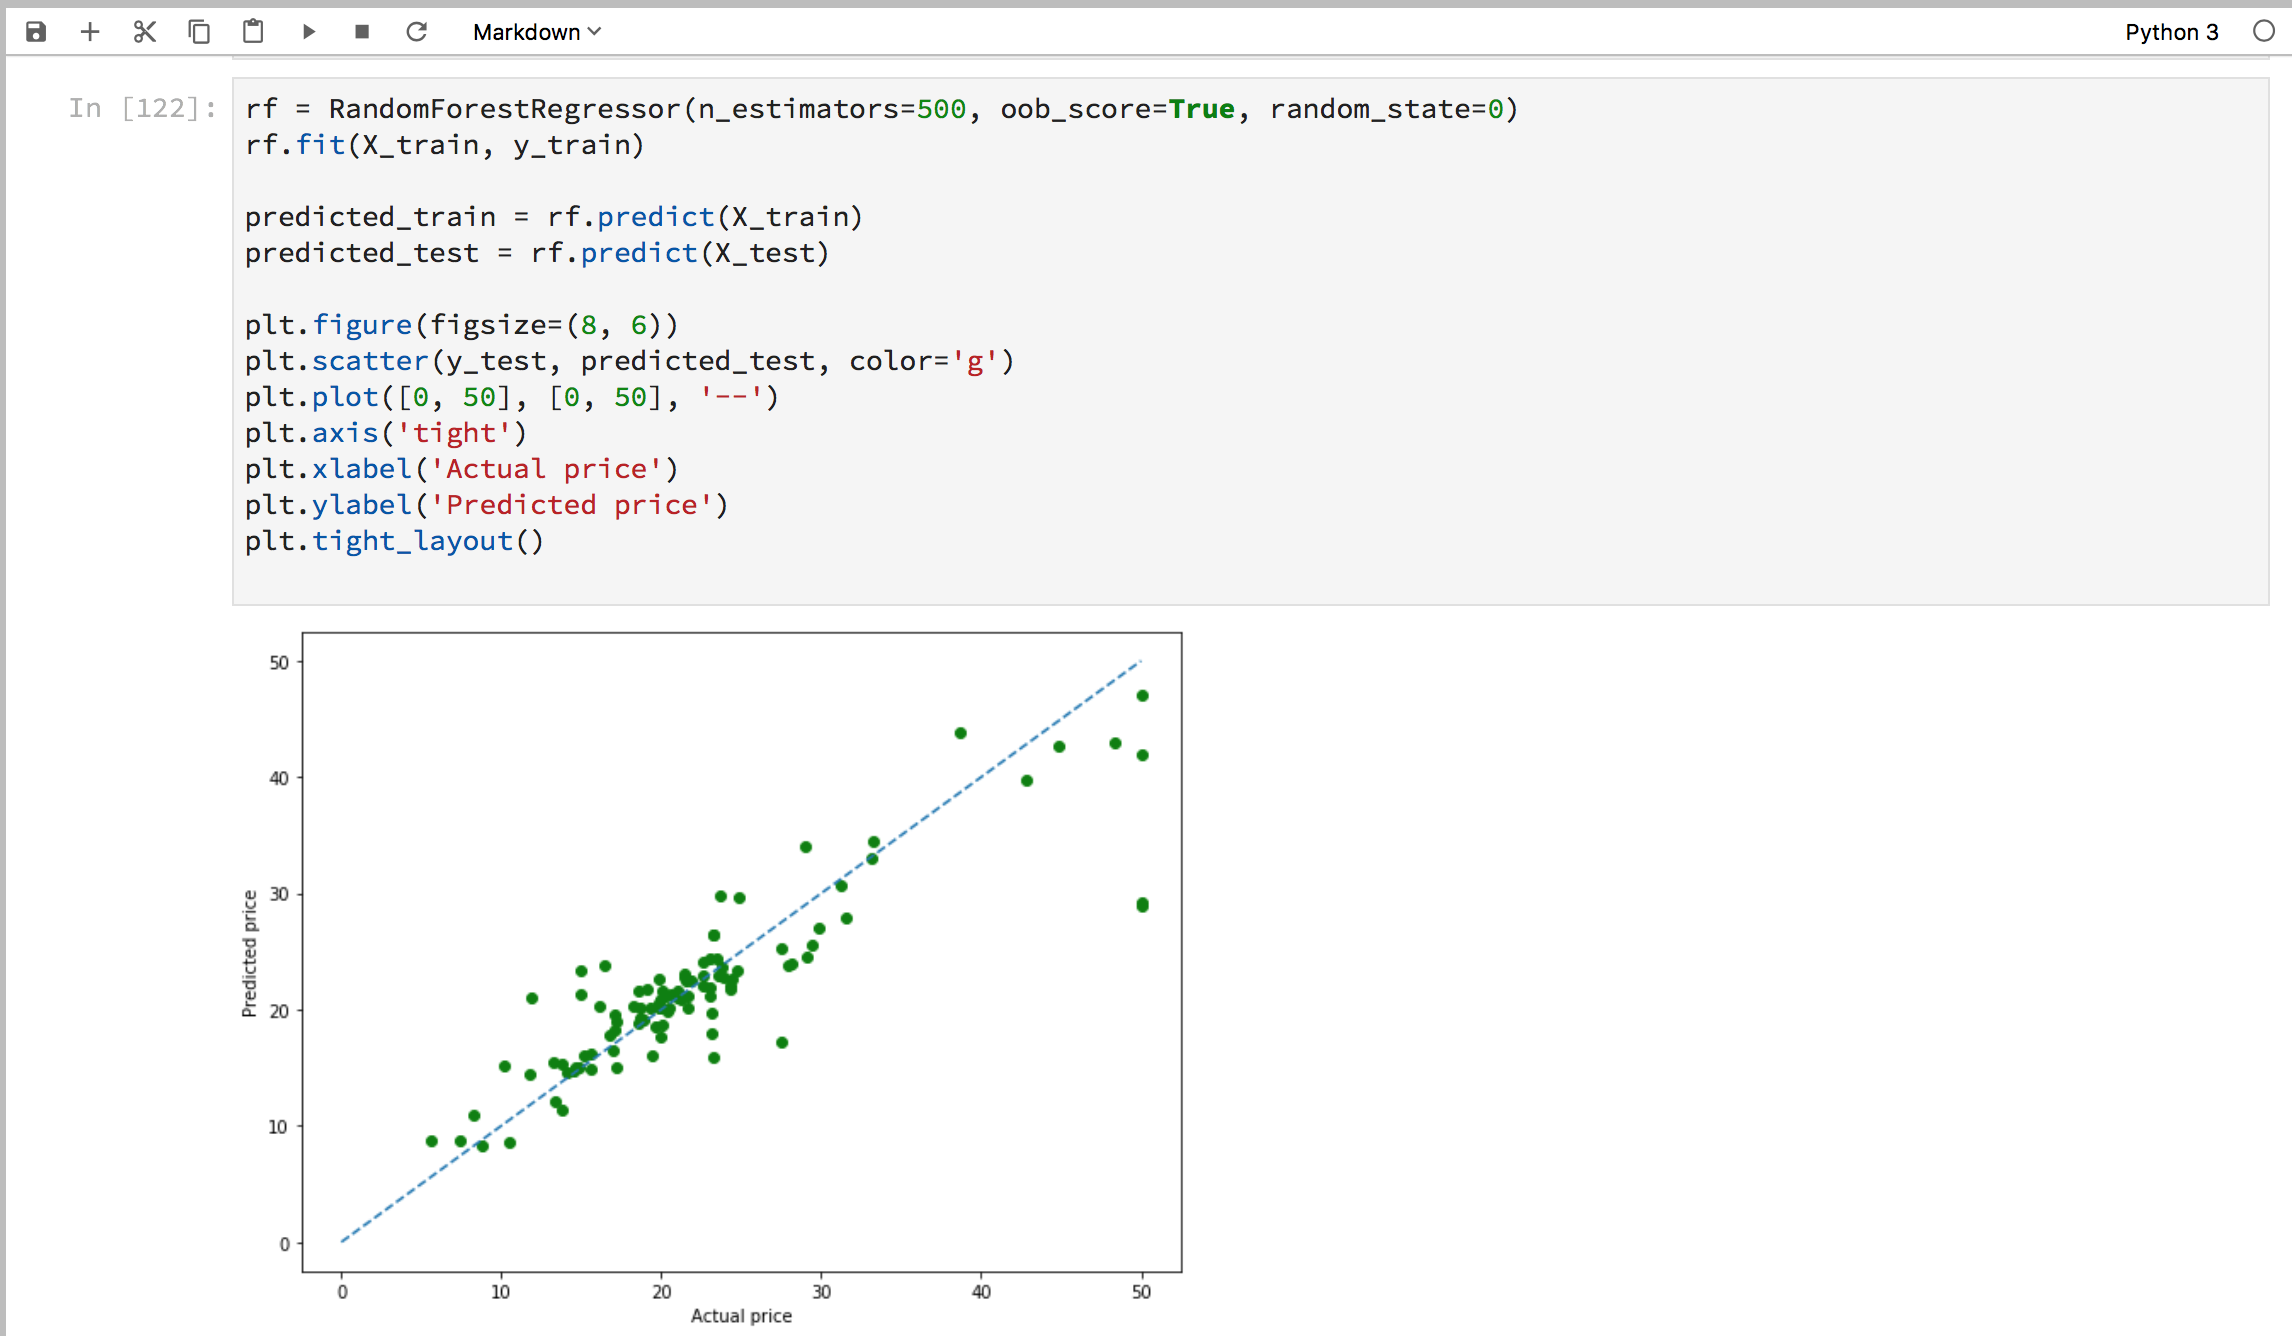 Markdown
Python 3
In [122]:
rf = RandomForestRegressor(n_estimators=500, oob_score=True, random_state=0)
rf.fit(X_train, y_train)
predicted_train = rf.predict(X_train)
predicted_test = rf.predict(X_test)
plt.figure(figsize=(8, 6))
plt.scatter(y_test, predicted_test, color='g')
plt.plot([0, 50], [0, 50], '--')
plt.axis('tight')
plt.xlabel('Actual price')
plt.ylabel('Predicted price')
plt.tight_layout()
50
40
30
20
10
0
Predicted price
0 10 20 30 40 50
Actual price